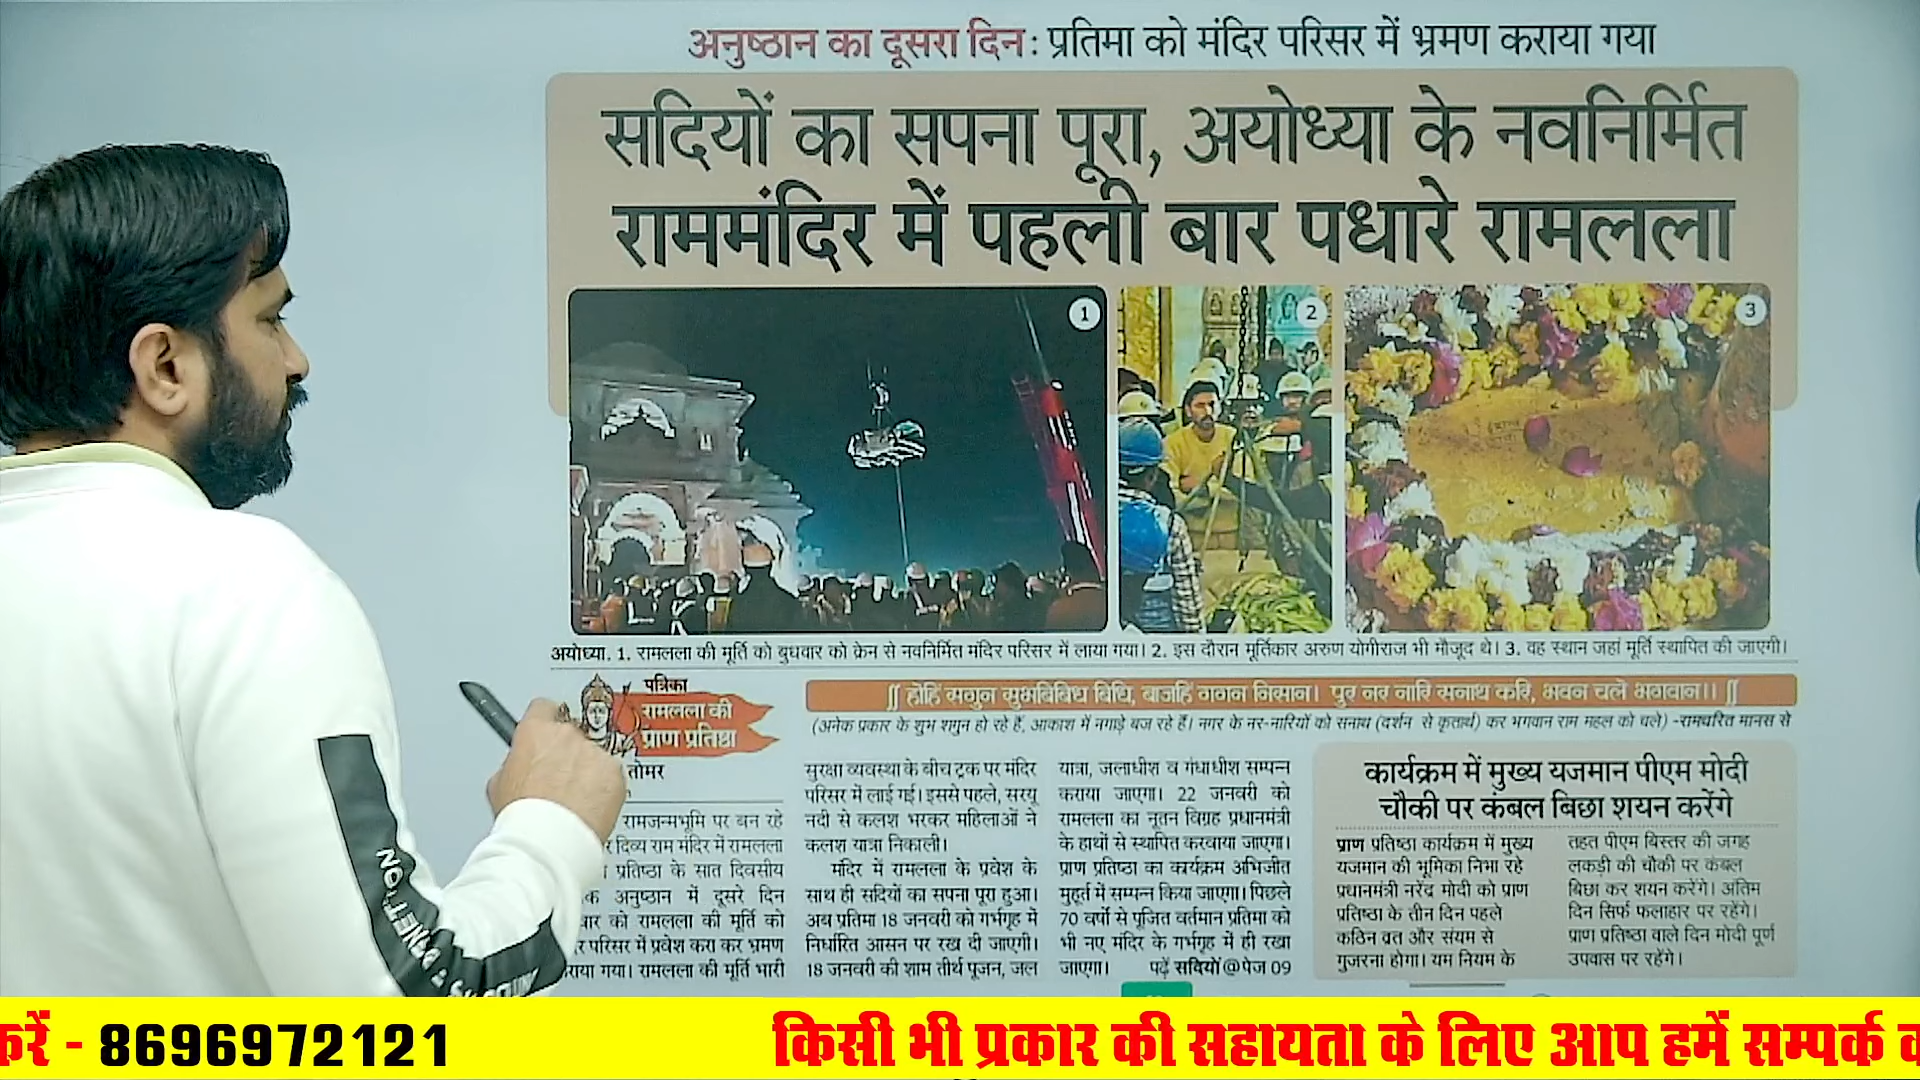 अनुष्ठान का दूसरा दिन: प्रतिमा को मंदिर परिसर में भ्रमण कराया गया
सदियों का सपना पूरा, अयोध्या के नवनिर्मित
राममंदिर में पहली बार पधारे रामलला
1
2
3
अयोध्या. 1. रामलला की मूर्ति को बुधवार को क्रेन से नवनिर्मित मंदिर परिसर में लाया गया। 2. इस दौरान मूर्तिकार अरुण योगीराज भी मौजूद थे। 3. वह स्थान जहां मूर्ति स्थापित की जाएगी।
पत्रिका
रामलला की
प्राण प्रतिष्ठा
॥ होहिं सगुन सुभबिबिध बिधि, बाजहिं गगन निसान। पुर नर नारि सनाथ करि, भवन चले भगवान।। ॥
(अनेक प्रकार के शुभ शगुन हो रहे हैं, आकाश में नगाड़े बज रहे हैं। नगर के नर-नारियों को सनाथ (दर्शन से कृतार्थ) कर भगवान राम महल को चले) -रामचरित मानस से
तोमर
रामजन्मभूमि पर बन रहे
दिव्य राम मंदिर में रामलला
प्रतिष्ठा के सात दिवसीय
अनुष्ठान में दूसरे दिन
को रामलला की मूर्ति को
परिसर में प्रवेश करा कर भ्रमण
गया। रामलला की मूर्ति भारी
सुरक्षा व्यवस्था के बीच ट्रक पर मंदिर
परिसर में लाई गई। इससे पहले, सरयू
नदी से कलश भरकर महिलाओं ने
कलश यात्रा निकाली।
मंदिर में रामलला के प्रवेश के
साथ ही सदियों का सपना पूरा हुआ।
अब प्रतिमा 18 जनवरी को गर्भगृह में
निर्धारित आसन पर रख दी जाएगी।
18 जनवरी की शाम तीर्थ पूजन, जल
यात्रा, जलाधीश व गंधाधीश सम्पन्न
कराया जाएगा। 22 जनवरी को
रामलला का नूतन विग्रह प्रधानमंत्री
के हाथों से स्थापित करवाया जाएगा।
प्राण प्रतिष्ठा का कार्यक्रम अभिजीत
मुहूर्त में सम्पन्न किया जाएगा। पिछले
70 वर्षों से पूजित वर्तमान प्रतिमा को
भी नए मंदिर के गर्भगृह में ही रखा
जाएगा। पढ़ें सदियों@पेज 09
कार्यक्रम में मुख्य यजमान पीएम मोदी
चौकी पर कंबल बिछा शयन करेंगे
प्राण प्रतिष्ठा कार्यक्रम में मुख्य
यजमान की भूमिका निभा रहे
प्रधानमंत्री नरेंद्र मोदी को प्राण
प्रतिष्ठा के तीन दिन पहले
कठिन व्रत और संयम से
गुजरना होगा। यम नियम के
तहत पीएम बिस्तर की जगह
लकड़ी की चौकी पर कंबल
बिछा कर शयन करेंगे। अंतिम
दिन सिर्फ फलाहार पर रहेंगे।
प्राण प्रतिष्ठा वाले दिन मोदी पूर्ण
उपवास पर रहेंगे।
करें - 8696972121 किसी भी प्रकार की सहायता के लिए आप हमें सम्पर्क